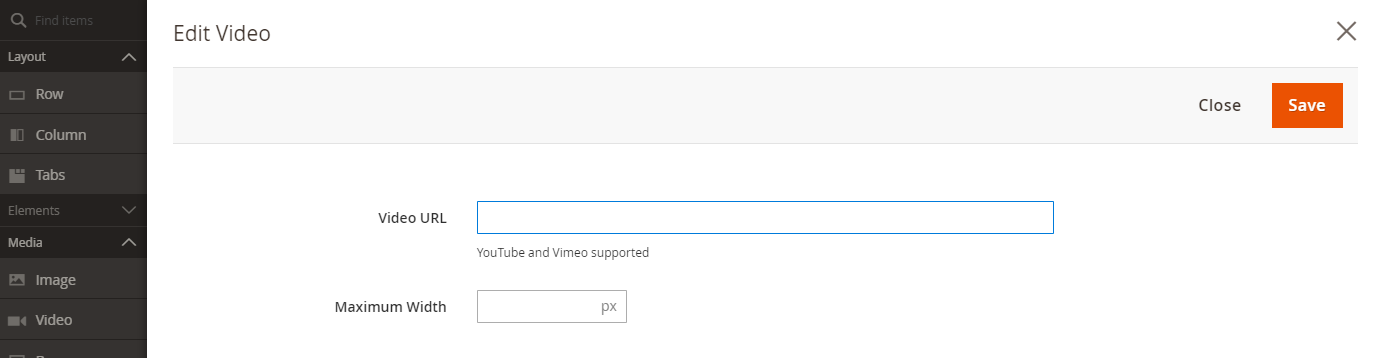 Find items
Edit Video
Layout
Row
Column
Tabs
Elements
Media
Image
Video
Close
Save
Video URL
YouTube and Vimeo supported
Maximum Width
px